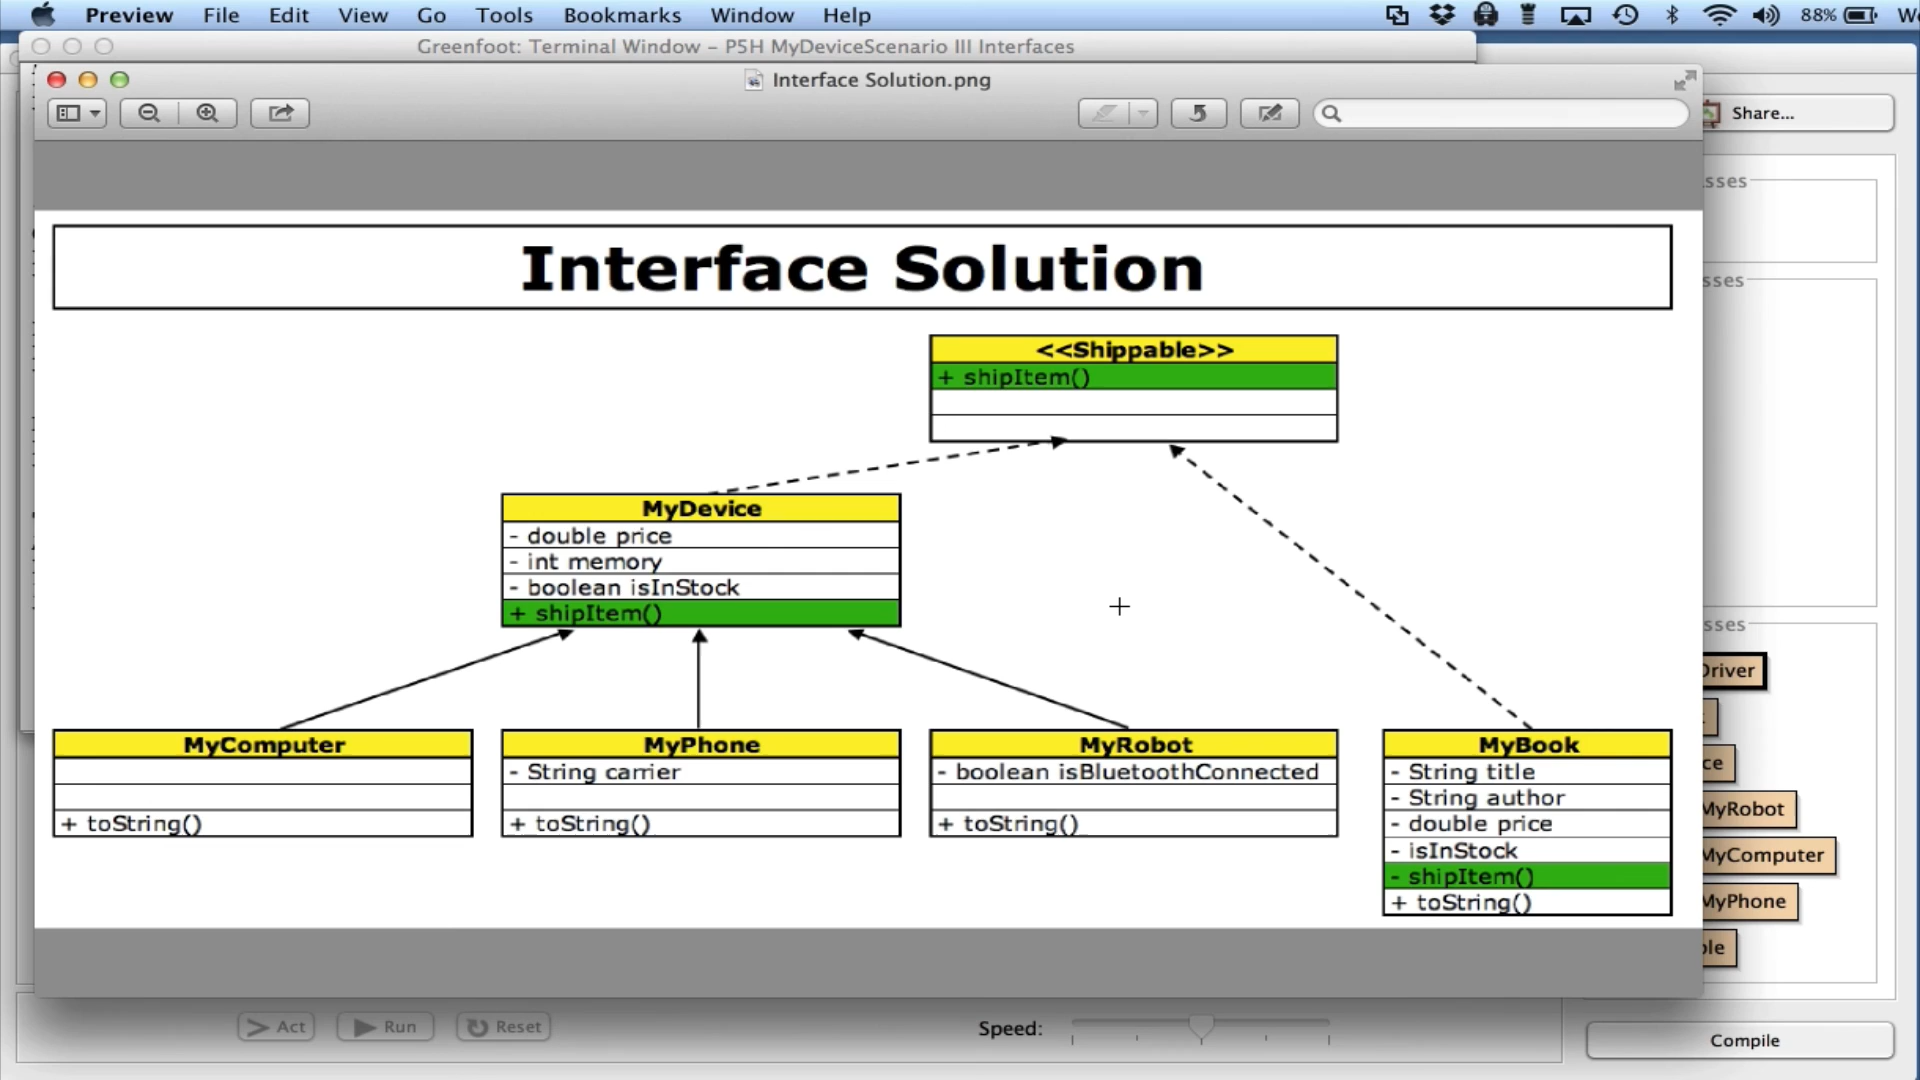 Preview File Edit View Go Tools Bookmarks Window Help 88%
Greenfoot: Terminal Window – P5H MyDeviceScenario III Interfaces
Interface Solution.png
Share...
sses
Interface Solution
sses
<<Shippable>>
+ shipItem()
MyDevice
- double price
- int memory
- boolean isInStock
+ shipItem()
sses
MyComputer
+ toString()
MyPhone
- String carrier
+ toString()
MyRobot
- boolean isBluetoothConnected
+ toString()
MyBook
- String title
- String author
- double price
- isInStock
- shipItem()
+ toString()
Driver
ce
MyRobot
MyComputer
MyPhone
ble
Act Run Reset Speed:
Compile